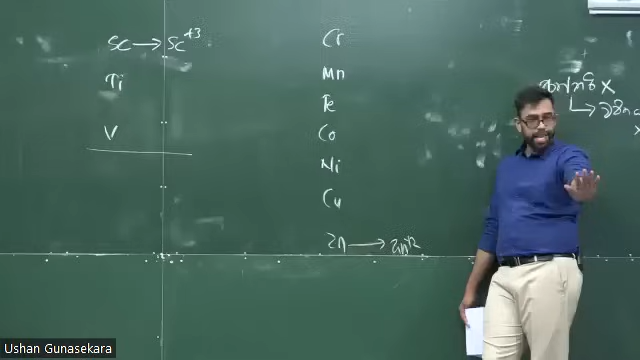 Sc → Sc+3
Ti
V
Cr
Mn
Fe
Co
Ni
Cu
Zn → Zn+2
Ushan Gunasekara